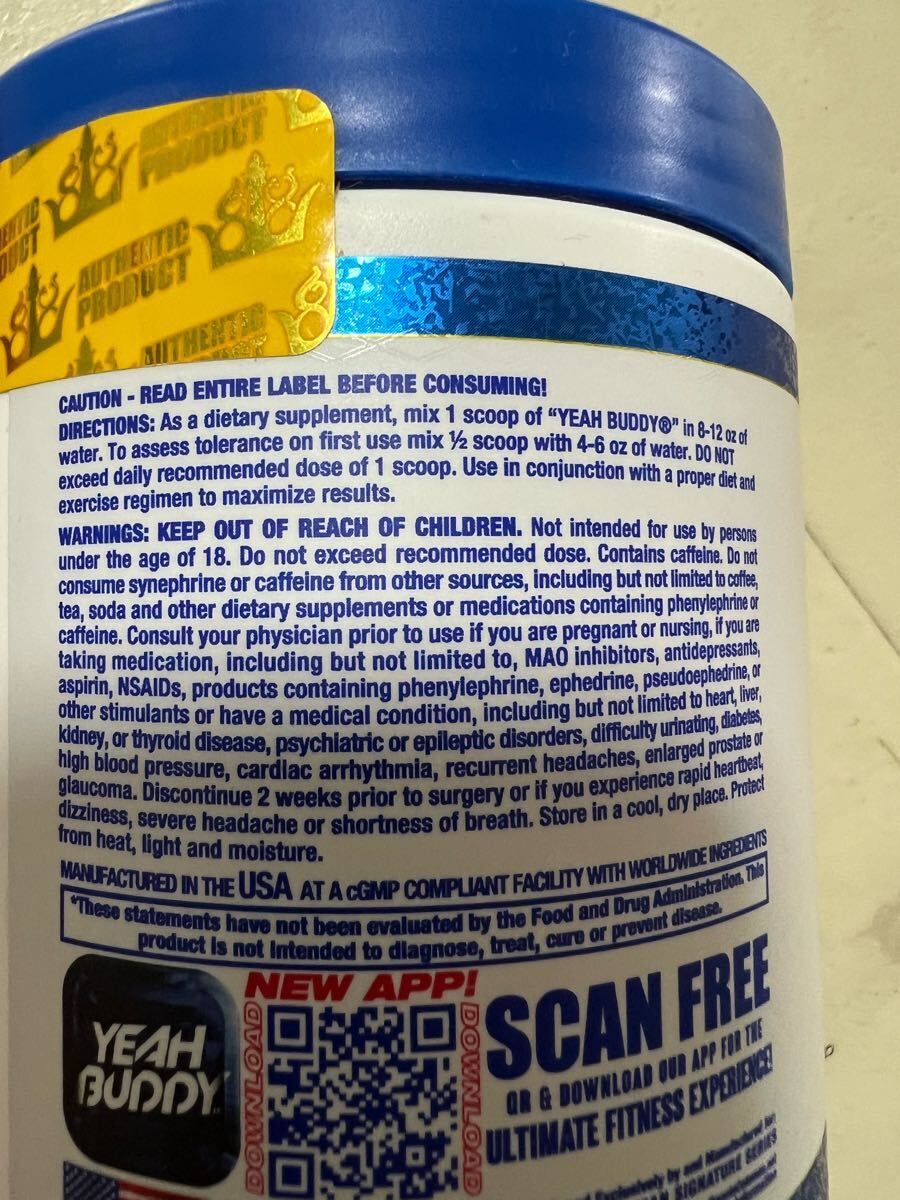 AUTHENTIC
PRODUCT
AUTHENTIC
PRODUCT
AUTHENTIC
CAUTION - READ ENTIRE LABEL BEFORE CONSUMING!
DIRECTIONS: As a dietary supplement, mix 1 scoop of “YEAH BUDDY®” in 8-12 oz of
water. To assess tolerance on first use mix ½ scoop with 4-6 oz of water. DO NOT
exceed daily recommended dose of 1 scoop. Use in conjunction with a proper diet and
exercise regimen to maximize results.
WARNINGS: KEEP OUT OF REACH OF CHILDREN. Not intended for use by persons
under the age of 18. Do not exceed recommended dose. Contains caffeine. Do not
consume synephrine or caffeine from other sources, including but not limited to coffee,
tea, soda and other dietary supplements or medications containing phenylephrine or
caffeine. Consult your physician prior to use if you are pregnant or nursing, if you are
taking medication, including but not limited to, MAO inhibitors, antidepressants,
aspirin, NSAIDs, products containing phenylephrine, ephedrine, pseudoephedrine, or
other stimulants or have a medical condition, including but not limited to heart, liver,
kidney, or thyroid disease, psychiatric or epileptic disorders, difficulty urinating, diabetes,
high blood pressure, cardiac arrhythmia, recurrent headaches, enlarged prostate or
glaucoma. Discontinue 2 weeks prior to surgery or if you experience rapid heartbeat,
dizziness, severe headache or shortness of breath. Store in a cool, dry place. Protect
from heat, light and moisture.
MANUFACTURED IN THE USA AT A cGMP COMPLIANT FACILITY WITH WORLDWIDE INGREDIENTS
*These statements have not been evaluated by the Food and Drug Administration. This
product is not intended to diagnose, treat, cure or prevent disease.
YEAH
BUDDY
NEW APP!
DOWNLOAD
DOWNLOAD
SCAN FREE
QR & DOWNLOAD OUR APP FOR THE
ULTIMATE FITNESS EXPERIENCE!
Exclusively by and Manufactured for:
SIGNATURE SERIES